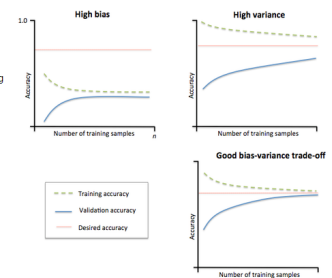 High bias
1.0
g
Accuracy
Number of training samples
n
High variance
Accuracy
Number of training samples
Training accuracy
Validation accuracy
Desired accuracy
Good bias-variance trade-off
Accuracy
Number of training samples